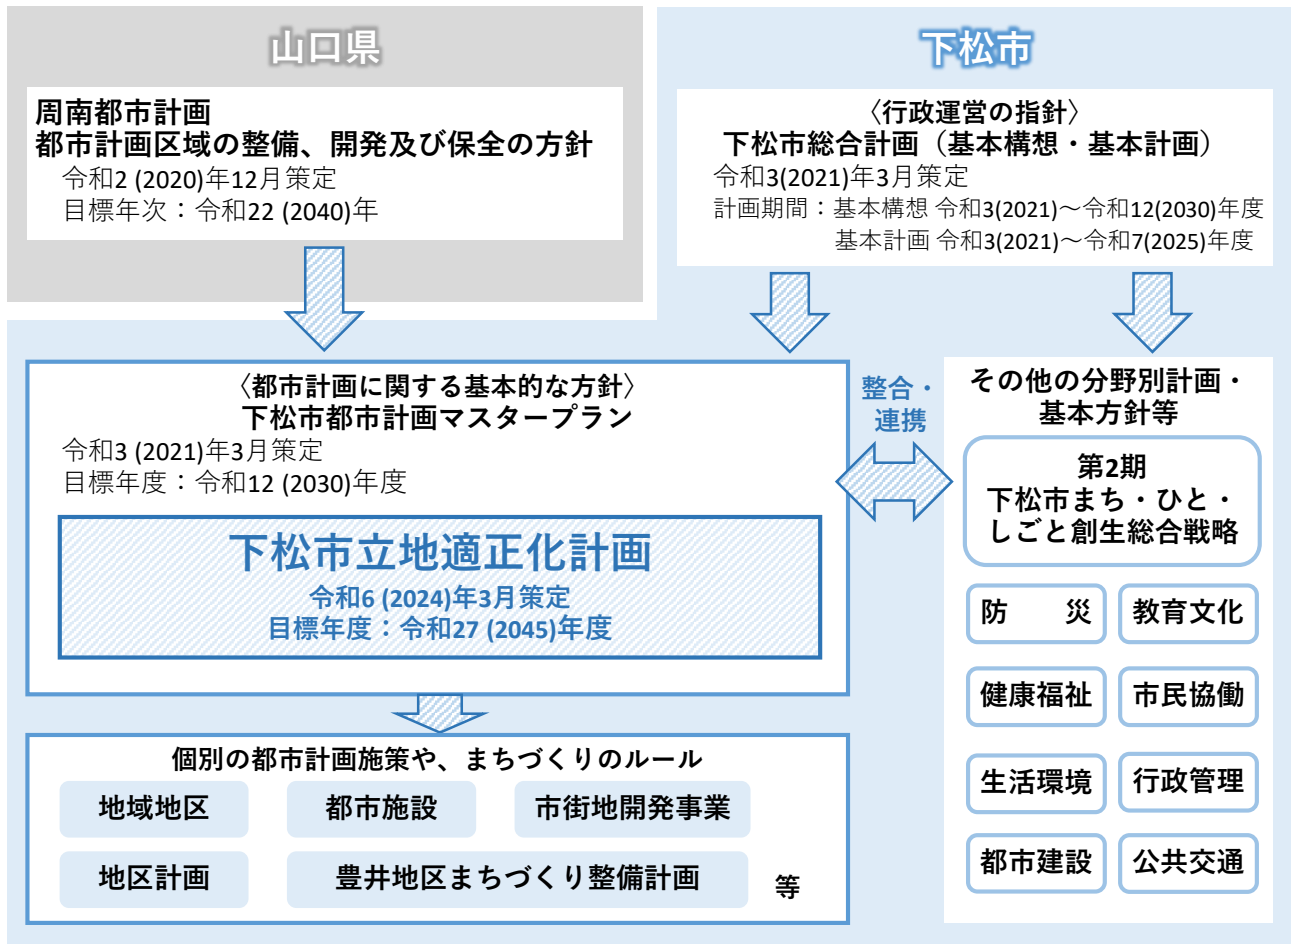 山口県
周南都市計画
都市計画区域の整備、開発及び保全の方針
令和2 (2020)年12月策定
目標年次：令和22 (2040)年
下松市
〈行政運営の指針〉
下松市総合計画（基本構想・基本計画）
令和3(2021)年3月策定
計画期間：基本構想 令和3(2021)～令和12(2030)年度
基本計画 令和3(2021)～令和7(2025)年度
〈都市計画に関する基本的な方針〉
下松市都市計画マスタープラン
令和3 (2021)年3月策定
目標年度：令和12 (2030)年度
下松市立地適正化計画
令和6 (2024)年3月策定
目標年度：令和27 (2045)年度
整合・
連携
その他の分野別計画・
基本方針等
第2期
下松市まち・ひと・
しごと創生総合戦略
防　　災
教育文化
健康福祉
市民協働
生活環境
行政管理
都市建設
公共交通
個別の都市計画施策や、まちづくりのルール
地域地区
都市施設
市街地開発事業
地区計画
豊井地区まちづくり整備計画
等